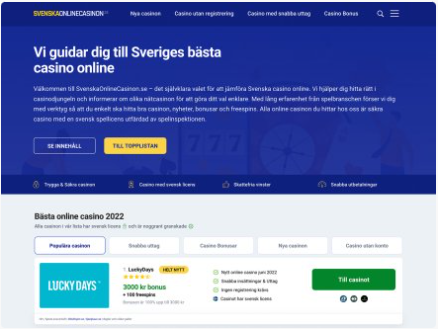 SVENSKAONLINECASINON
Nya casinon
Casino utan registrering
Casino med snabba uttag
Casino Bonus
Vi guidar dig till Sveriges bästa
casino online
Välkommen till SvenskaOnlineCasinon.se – det självklara valet för att jämföra Svenska casino online. Vi hjälper dig hitta rätt i
casinodjungeln och informerar om olika nätcasinon för att göra ditt val enklare. Med lång erfarenhet från spelbranschen förser vi dig
med verktyg så att du enkelt ska hitta bra casinon, nyheter, bonusar och freespins. Alla online casinon du hittar hos oss är säkra
casino med en svensk spellicens utfärdad av spelinspektionen.
SE INNEHÅLL
TILL TOPPLISTAN
777
Trygga & Säkra casinon
Casino med svensk licens
Skattefria vinster
Snabba utbetalningar
Bästa online casino 2022
Alla casinon i vår lista har svensk licens och är noggrant granskade
Populära casinon
Snabba uttag
Casino Bonusar
Nya casinon
Casino utan konto
LUCKY DAYS
1 LuckyDays
HELT NYTT
3000 kr bonus
+ 150 freespins
Nytt online casino juni 2022
Snabba insättningar & Uttag
Ingen registrering krävs
Casinot har svensk licens
Till casinot